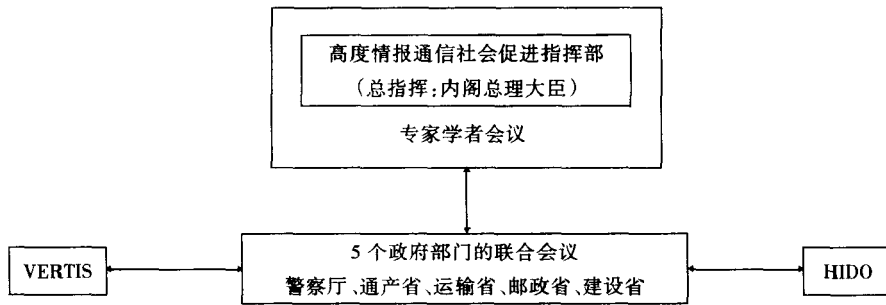 高度情报通信社会促进指挥部
(总指挥:内阁总理大臣)
专家学者会议
5个政府部门的联合会议
警察厅、通产省、运输省、邮政省、建设省
VERTIS
HIDO